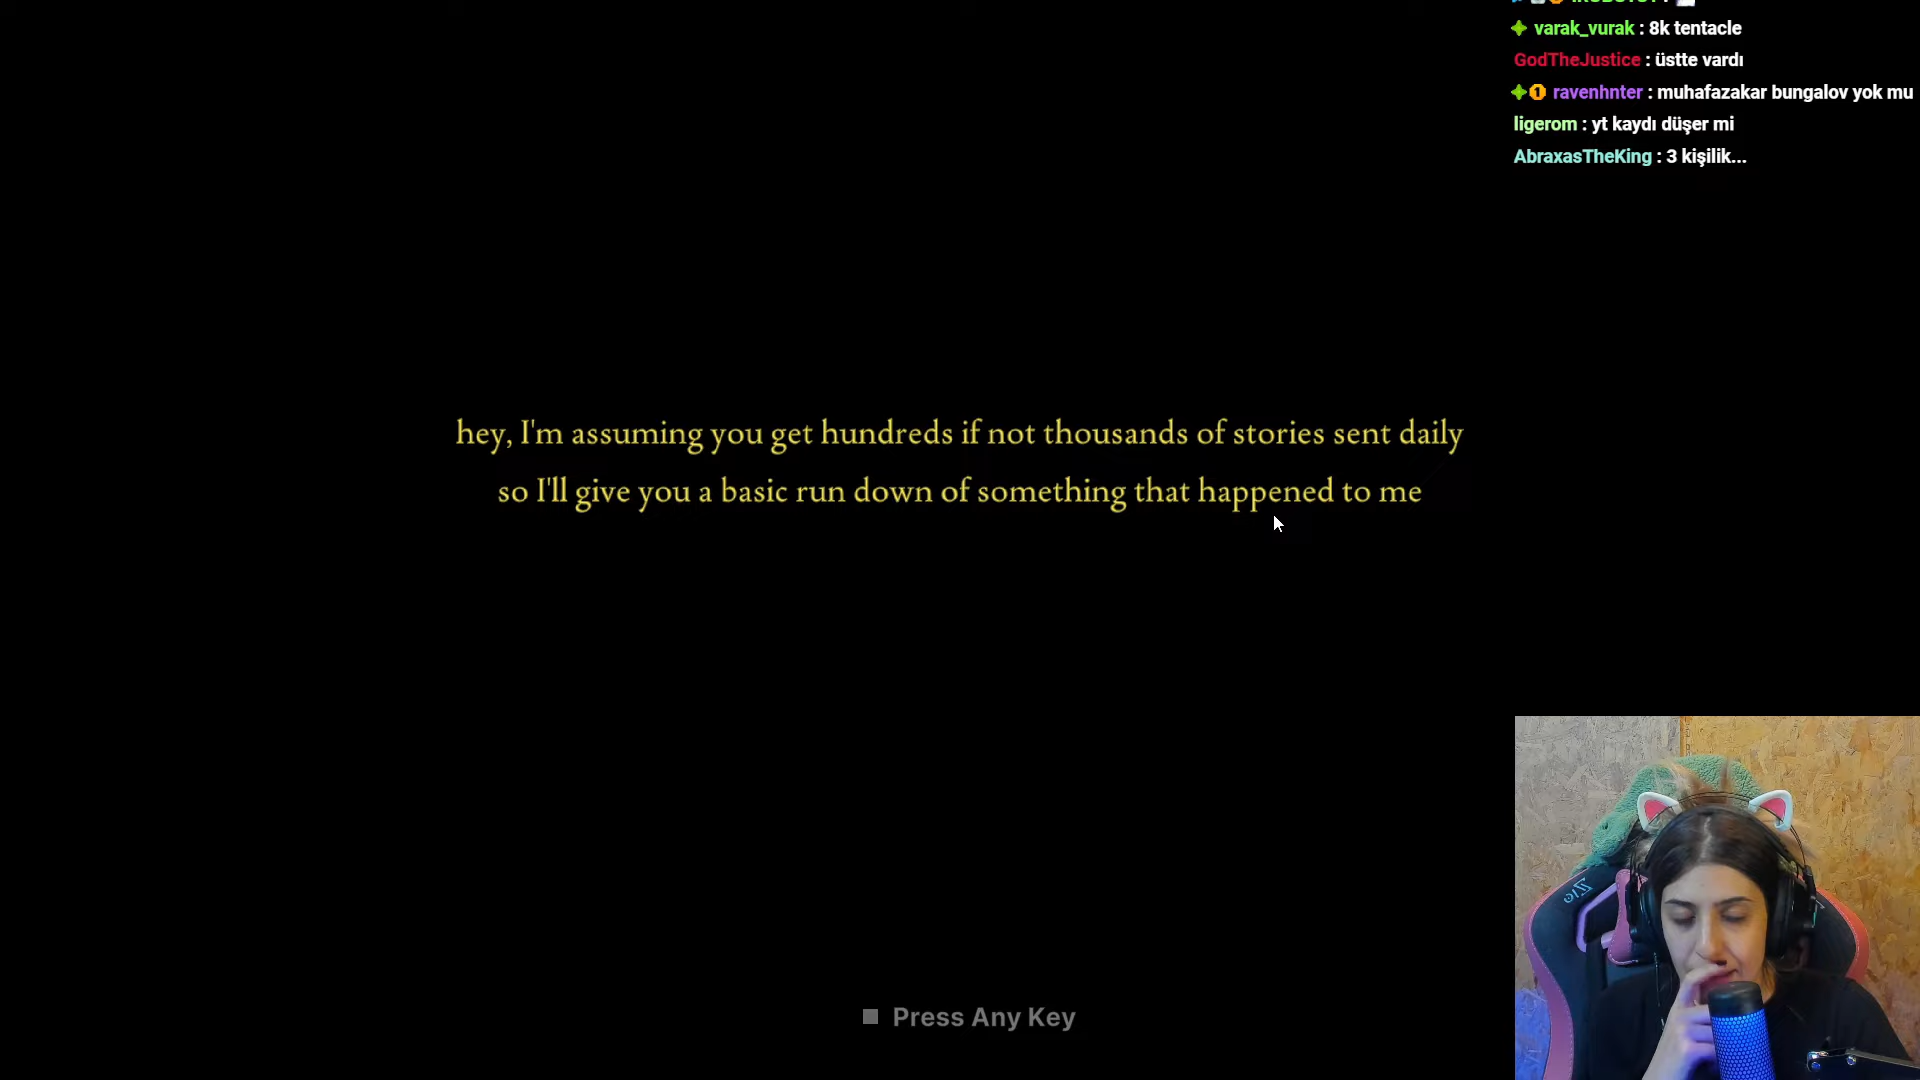 varak_vurak : 8k tentacle
GodTheJustice : üstte vardı
1 ravenhnter : muhafazakar bungalov yok mu
ligerom : yt kaydı düşer mi
AbraxasTheKing : 3 kişilik...
hey, I'm assuming you get hundreds if not thousands of stories sent daily
so I'll give you a basic run down of something that happened to me
Press Any Key